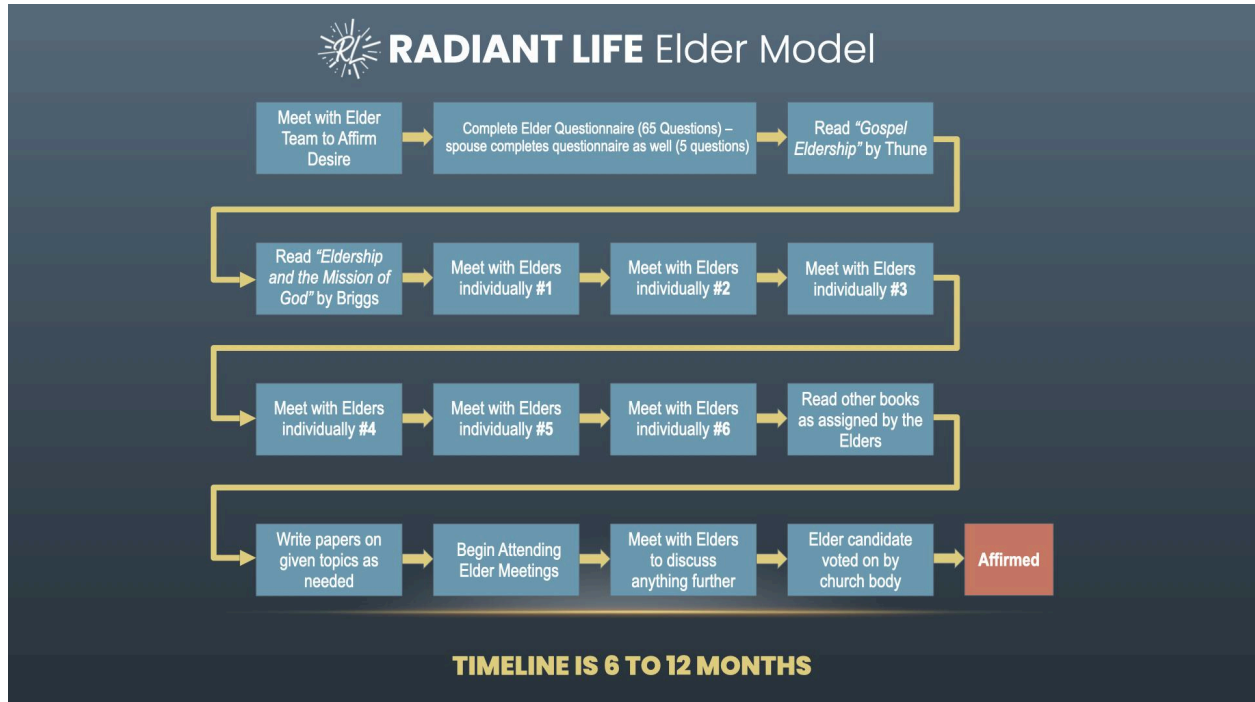 RL RADIANT LIFE Elder Model
Meet with Elder
Team to Affirm
Desire
Complete Elder Questionnaire (65 Questions) –
spouse completes questionnaire as well (5 questions)
Read “Gospel
Eldership” by Thune
Read “Eldership
and the Mission of
God” by Briggs
Meet with Elders
individually #1
Meet with Elders
individually #2
Meet with Elders
individually #3
Meet with Elders
individually #4
Meet with Elders
individually #5
Meet with Elders
individually #6
Read other books
as assigned by the
Elders
Write papers on
given topics as
needed
Begin Attending
Elder Meetings
Meet with Elders
to discuss
anything further
Elder candidate
voted on by
church body
Affirmed
TIMELINE IS 6 TO 12 MONTHS